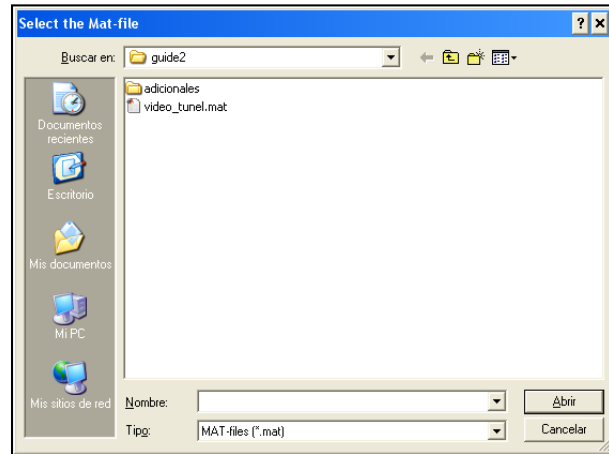 Select the Mat-file
Buscar en: guide2
adicionales
video_tunel.mat
Documentos
recientes
Escritorio
Mis documentos
Mi PC
Mis sitios de red
Nombre:
Abrir
Tipo: MAT-files (*.mat)
Cancelar